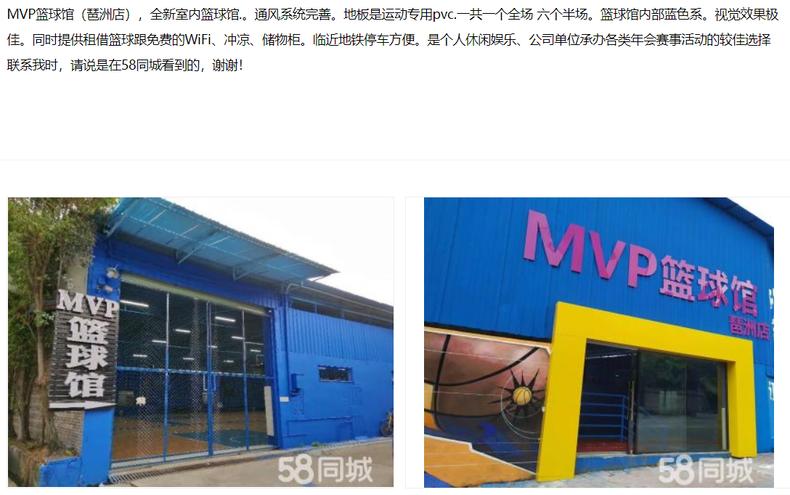 MVP篮球馆（琶洲店），全新室内篮球馆.。通风系统完善。地板是运动专用pvc.一共一个全场 六个半场。篮球馆内部蓝色系。视觉效果极
佳。同时提供租借篮球跟免费的WiFi、冲凉、储物柜。临近地铁停车方便。是个人休闲娱乐、公司单位承办各类年会赛事活动的较佳选择
联系我时，请说是在58同城看到的，谢谢！
MVP
篮球馆
58同城
MVP篮球馆
琶洲店
58同城